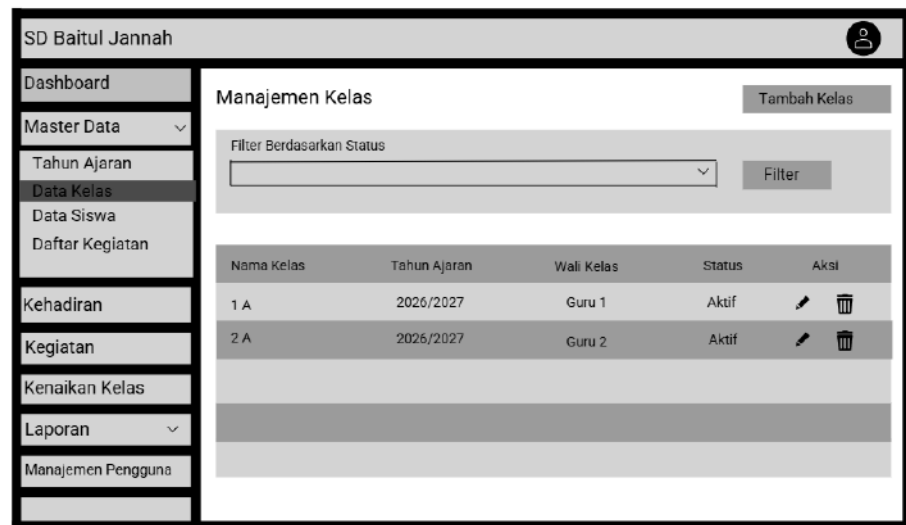 SD Baitul Jannah
Dashboard
Master Data
Tahun Ajaran
Data Kelas
Data Siswa
Daftar Kegiatan
Kehadiran
Kegiatan
Kenaikan Kelas
Laporan
Manajemen Pengguna
Manajemen Kelas
Tambah Kelas
Filter Berdasarkan Status
Filter
Nama Kelas Tahun Ajaran Wali Kelas Status Aksi
1 A 2026/2027 Guru 1 Aktif
2 A 2026/2027 Guru 2 Aktif